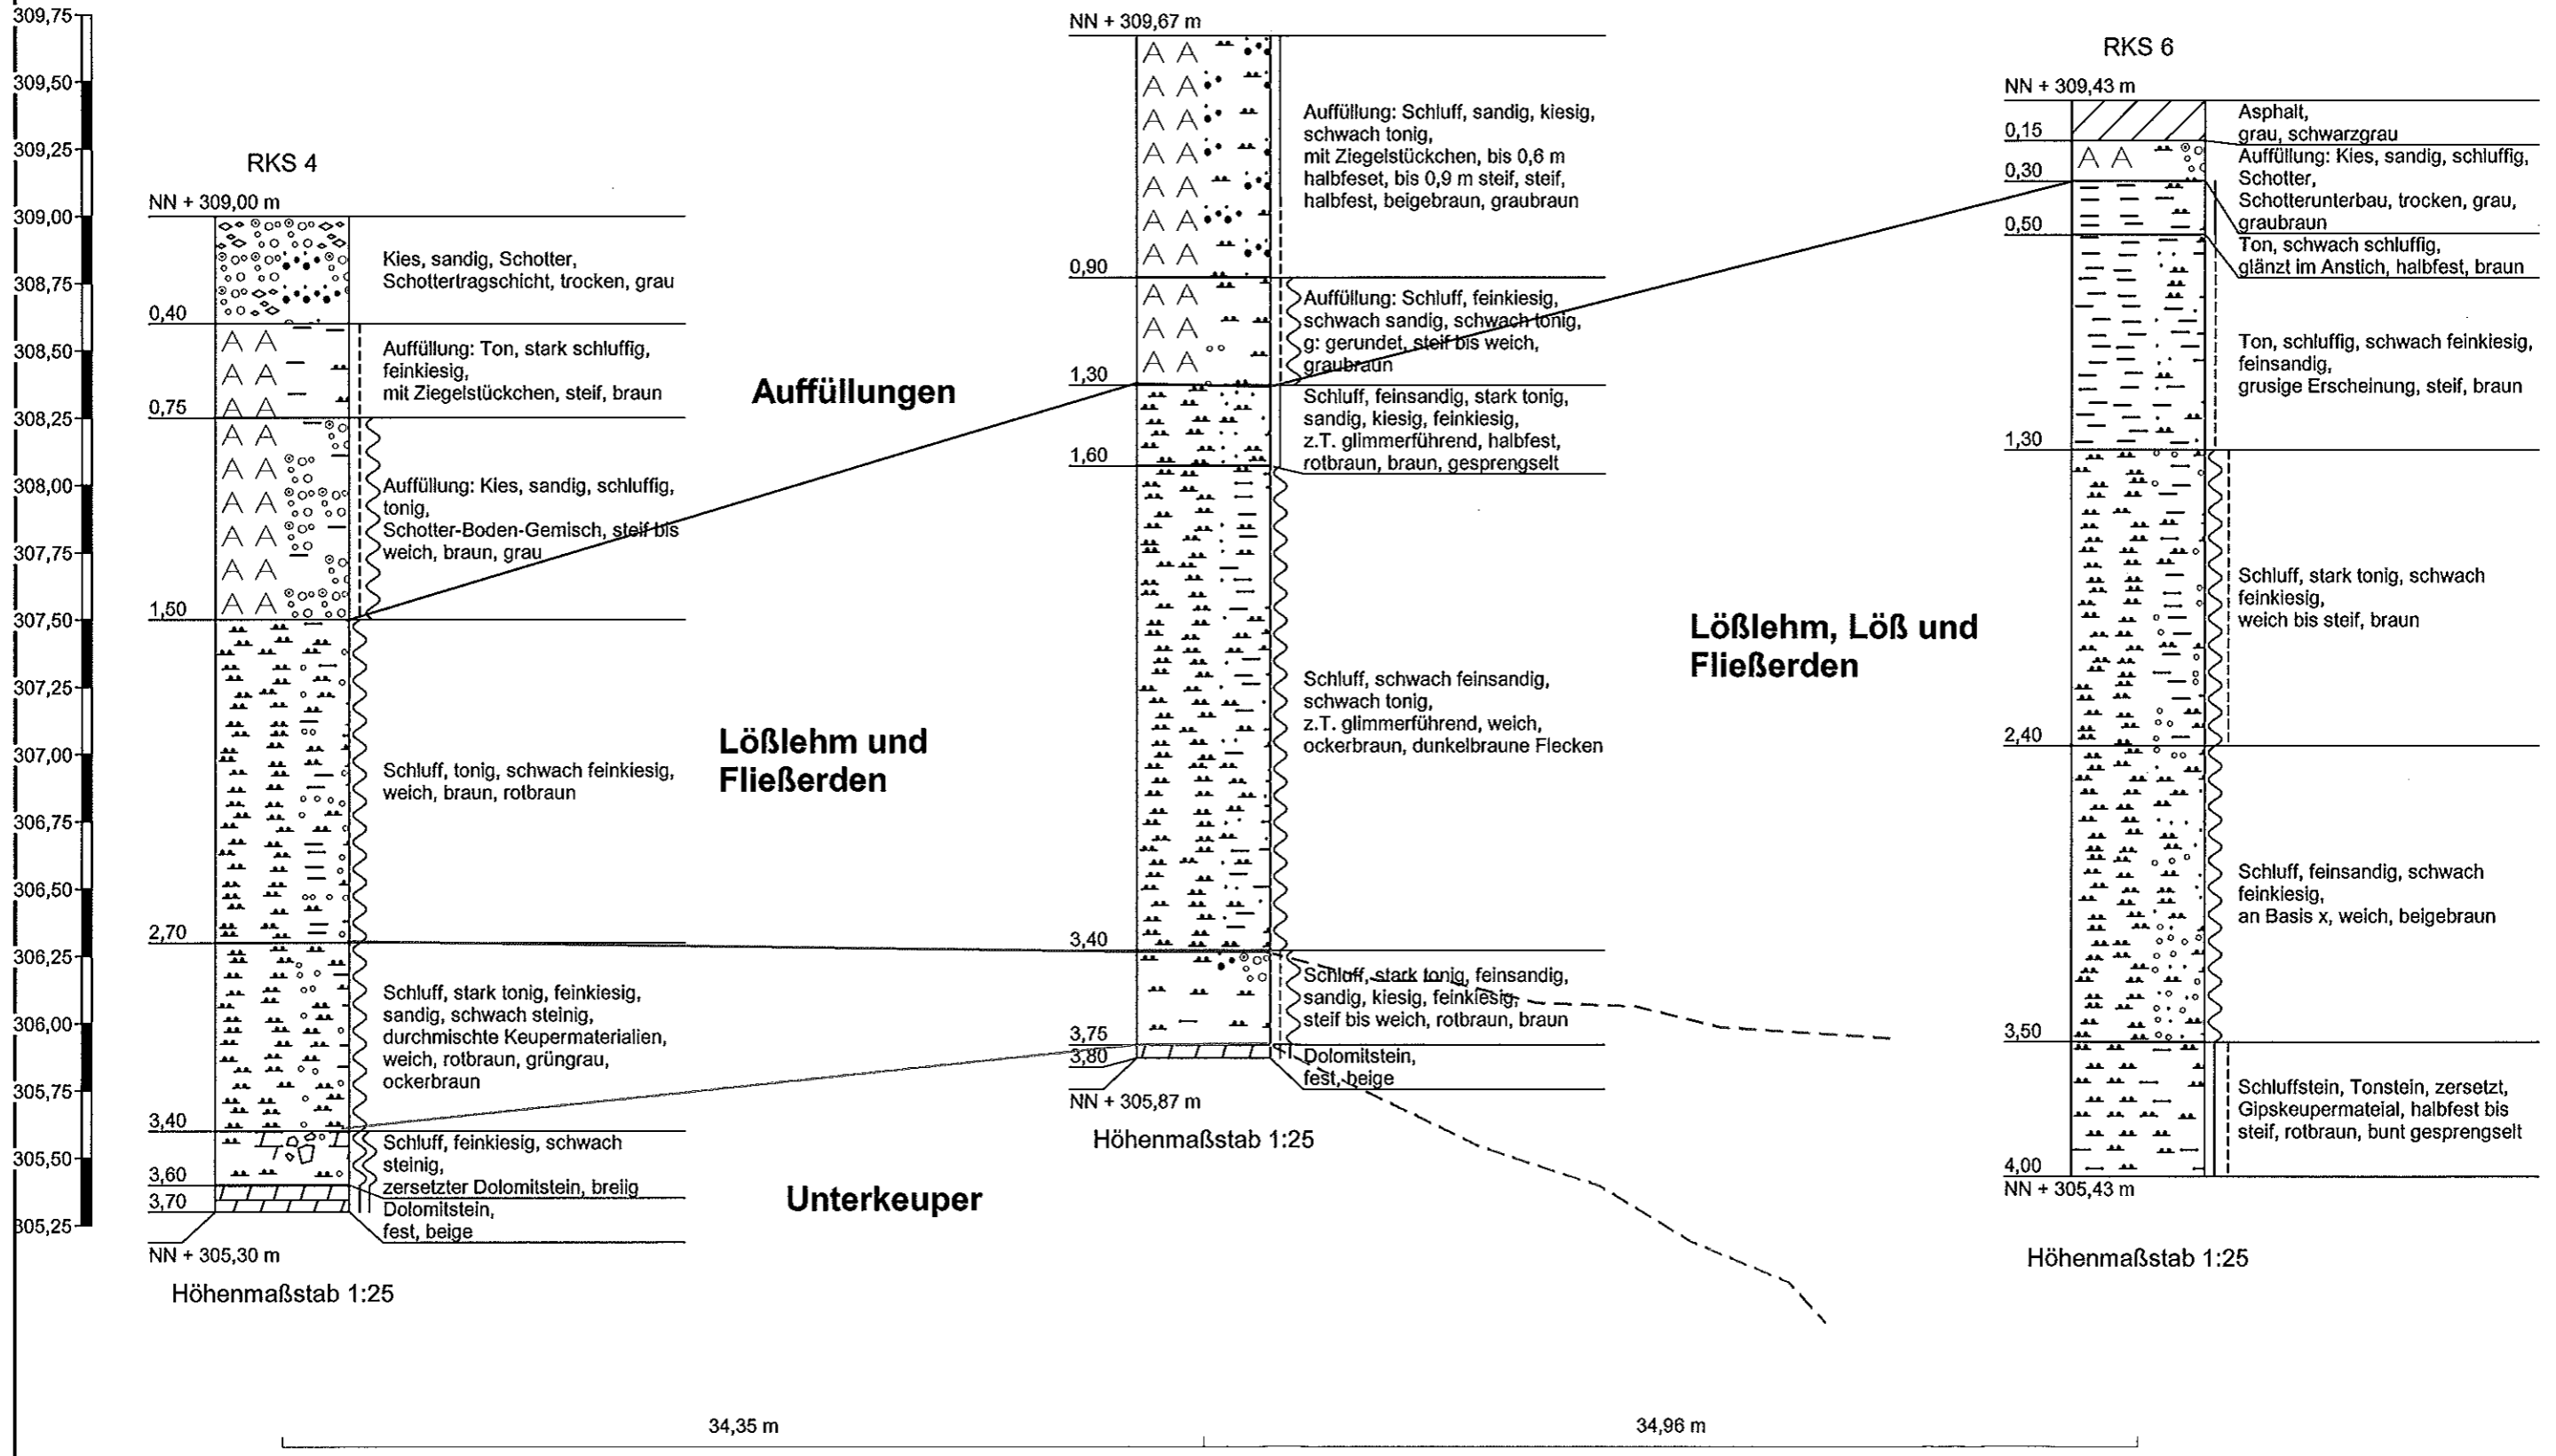 309,75
309,50
309,25
309,00
308,75
308,50
308,25
308,00
307,75
307,50
307,25
307,00
306,75
306,50
306,25
306,00
305,75
305,50
305,25
RKS 4
NN + 309,00 m
Kies, sandig, Schotter,
Schottertragschicht, trocken, grau
0,40
Auffüllung: Ton, stark schluffig,
feinkiesig,
mit Ziegelstückchen, steif, braun
0,75
Auffüllung: Kies, sandig, schluffig,
tonig,
Schotter-Boden-Gemisch, steif bis
weich, braun, grau
1,50
Schluff, tonig, schwach feinkiesig,
weich, braun, rotbraun
2,70
Schluff, stark tonig, feinkiesig,
sandig, schwach steinig,
durchmischte Keupermaterialien,
weich, rotbraun, grüngrau,
ockerbraun
3,40
Schluff, feinkiesig, schwach
steinig,
zersetzter Dolomitstein, breiig
3,60
Dolomitstein,
fest, beige
3,70
NN + 305,30 m
Höhenmaßstab 1:25
Auffüllungen
Lößlehm und
Fließerden
Unterkeuper
NN + 309,67 m
A A
Auffüllung: Schluff, sandig, kiesig,
schwach tonig,
mit Ziegelstückchen, bis 0,6 m
halbfeset, bis 0,9 m steif, steif,
halbfest, beigebraun, graubraun
0,90
Auffüllung: Schluff, feinkiesig,
schwach sandig, schwach tonig,
g: gerundet, steif bis weich,
graubraun
1,30
Schluff, feinsandig, stark tonig,
sandig, kiesig, feinkiesig,
z.T. glimmerführend, halbfest,
rotbraun, braun, gesprengselt
1,60
Schluff, schwach feinsandig,
schwach tonig,
z.T. glimmerführend, weich,
ockerbraun, dunkelbraune Flecken
3,40
Schluff, stark tonig, feinsandig,
sandig, kiesig, feinkiesig,
steif bis weich, rotbraun, braun
3,75
3,80
Dolomitstein,
fest, beige
NN + 305,87 m
Höhenmaßstab 1:25
Lößlehm, Löß und
Fließerden
RKS 6
NN + 309,43 m
Asphalt,
grau, schwarzgrau
0,15
Auffüllung: Kies, sandig, schluffig,
Schotter,
Schotterunterbau, trocken, grau,
graubraun
0,30
Ton, schwach schluffig,
glänzt im Anstich, halbfest, braun
0,50
Ton, schluffig, schwach feinkiesig,
feinsandig,
grusige Erscheinung, steif, braun
1,30
Schluff, stark tonig, schwach
feinkiesig,
weich bis steif, braun
2,40
Schluff, feinsandig, schwach
feinkiesig,
an Basis x, weich, beigebraun
3,50
Schluffstein, Tonstein, zersetzt,
Gipskeupermateial, halbfest bis
steif, rotbraun, bunt gesprengselt
4,00
NN + 305,43 m
Höhenmaßstab 1:25
34,35 m
34,96 m